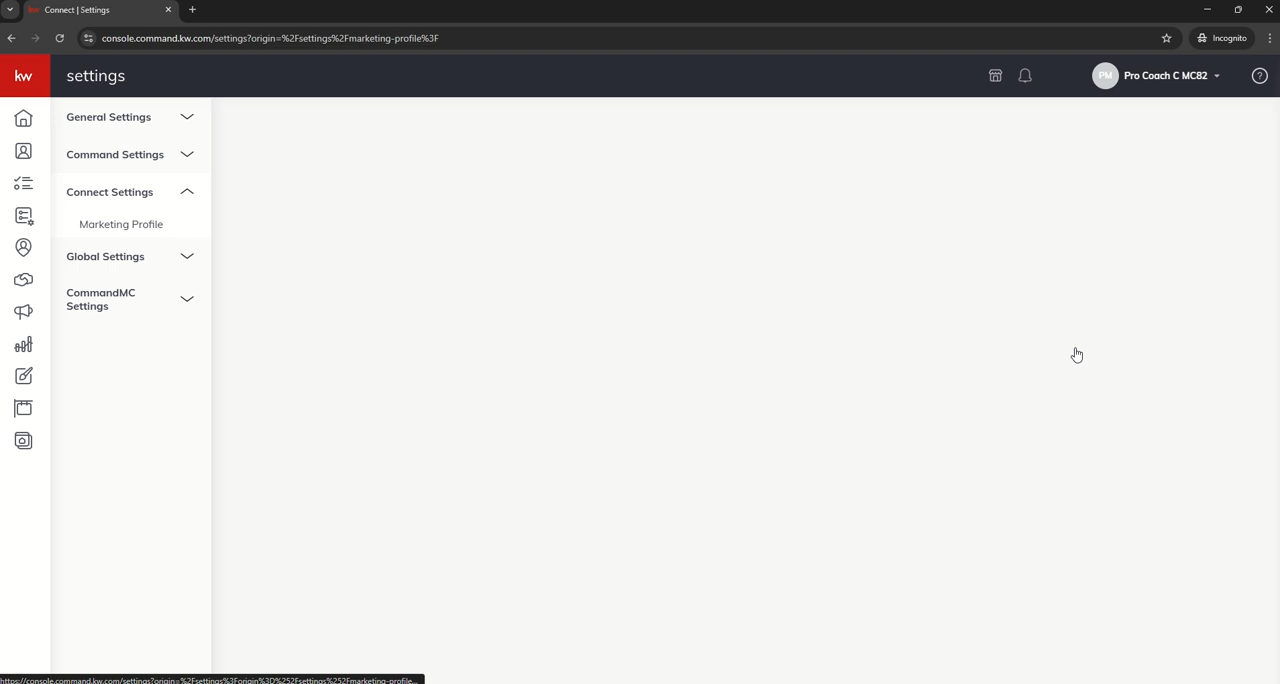 kw Connect | Settings
console.command.kw.com/settings?origin=%2Fsettings%2Fmarketing-profile%3F
Incognito
kw settings PM Pro Coach C MC82 ?
General Settings
Command Settings
Connect Settings
Marketing Profile
Global Settings
CommandMC
Settings
https://console.command.kw.com/settings?origin=%2Fsettings%3Forigin%3D%252Fsettings%252Fmarketing-profile...